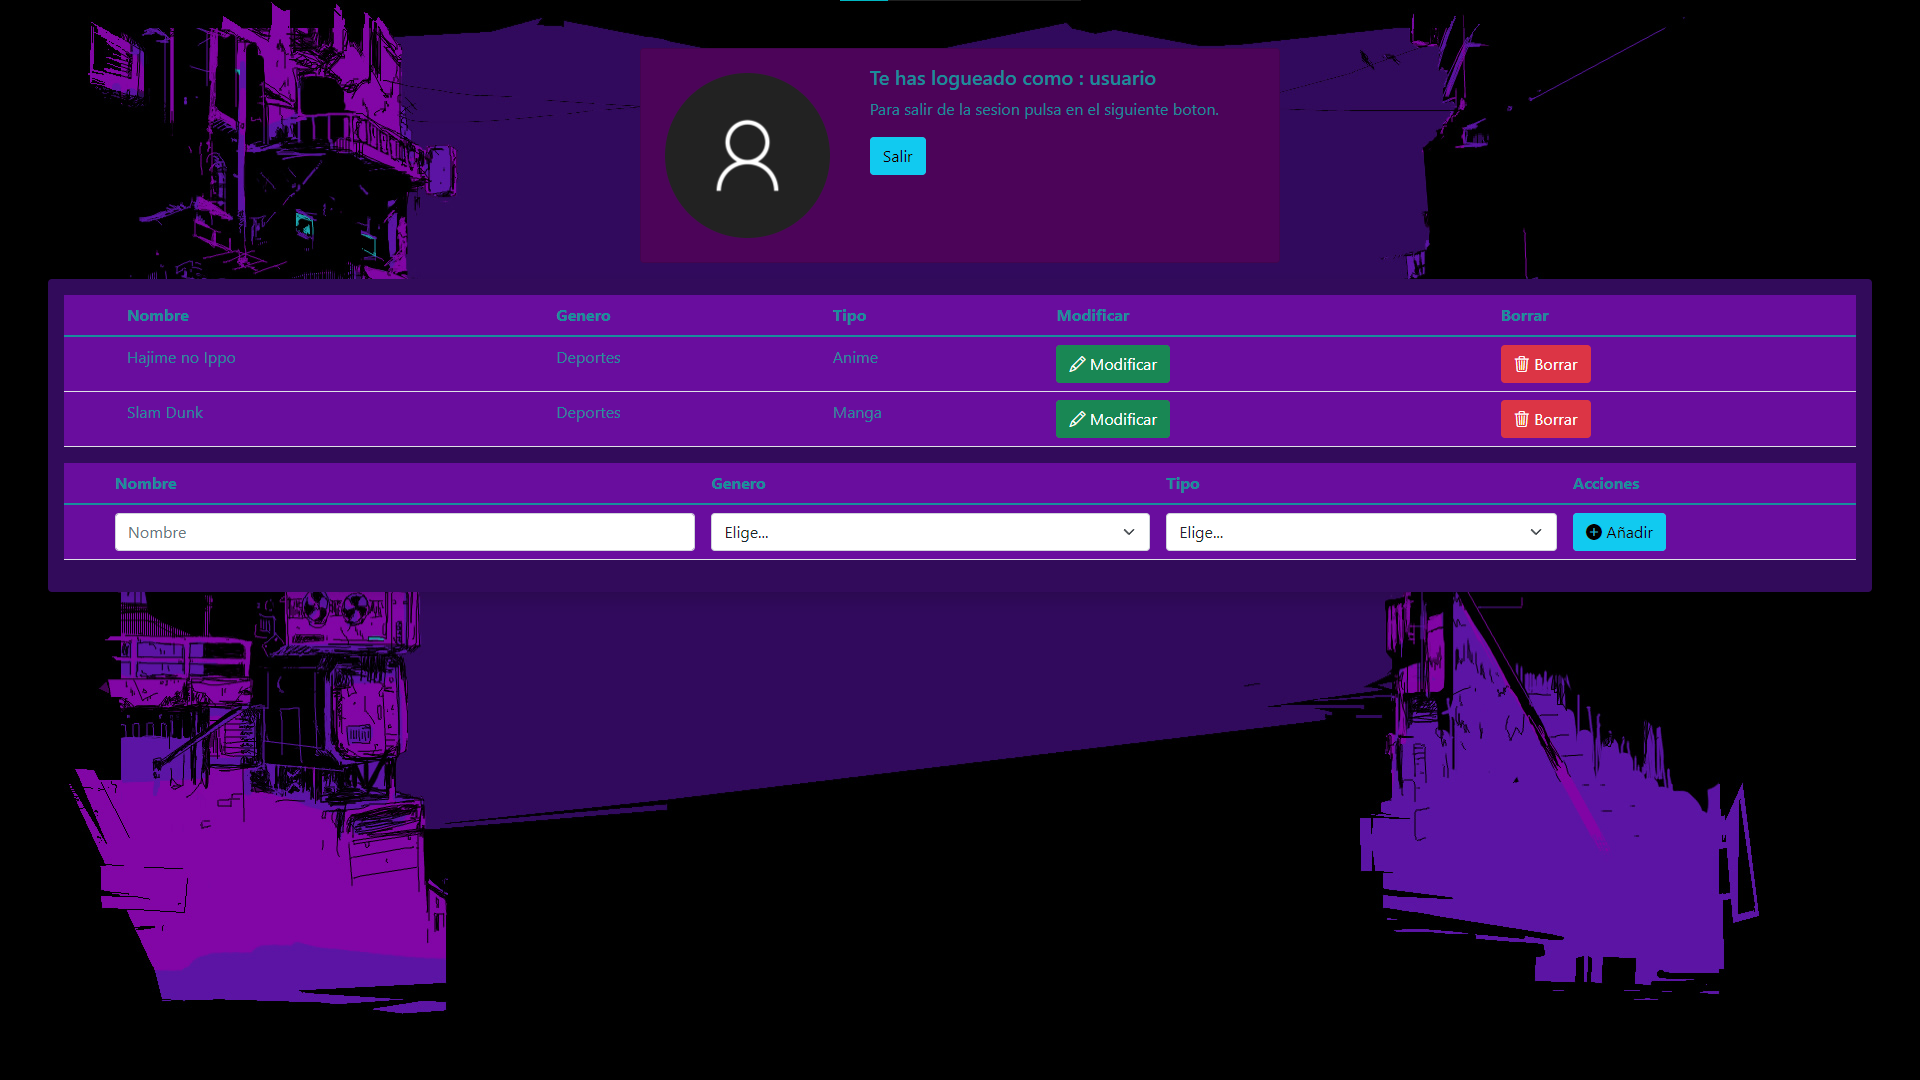 Te has logueado como : usuario
Para salir de la sesion pulsa en el siguiente boton.
Salir
Nombre Genero Tipo Modificar Borrar
Hajime no Ippo Deportes Anime Modificar Borrar
Slam Dunk Deportes Manga Modificar Borrar
Nombre Genero Tipo Acciones
Nombre Elige... Elige... Añadir